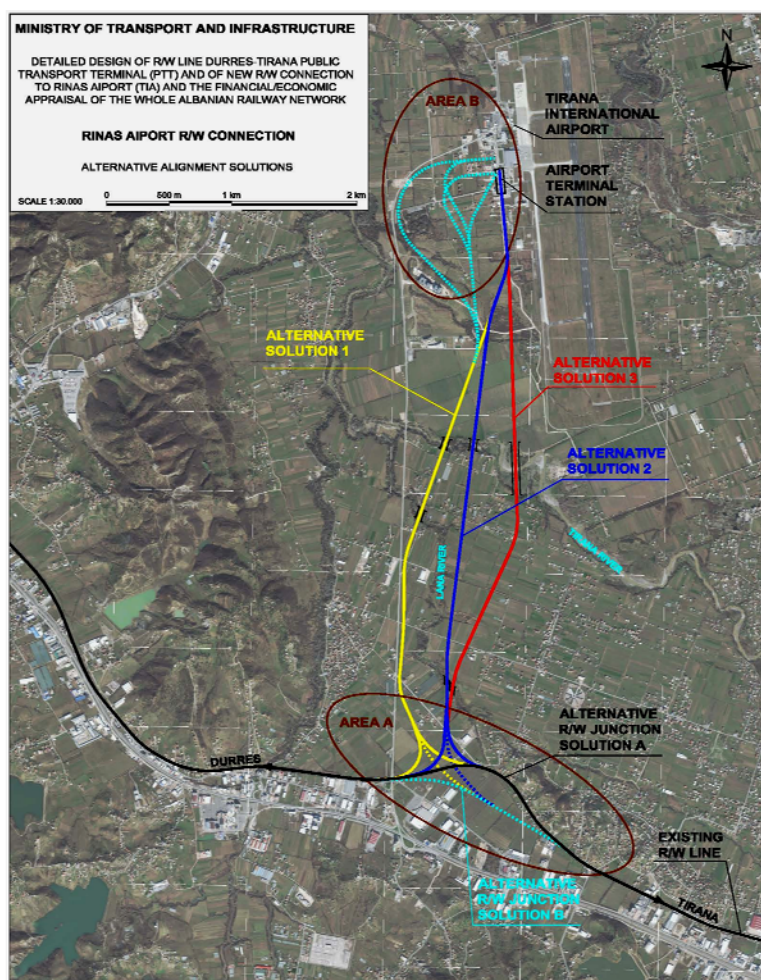 MINISTRY OF TRANSPORT AND INFRASTRUCTURE
DETAILED DESIGN OF R/W LINE DURRES-TIRANA PUBLIC
TRANSPORT TERMINAL (PTT) AND OF NEW R/W CONNECTION
TO RINAS AIPORT (TIA) AND THE FINANCIAL/ECONOMIC
APPRAISAL OF THE WHOLE ALBANIAN RAILWAY NETWORK
RINAS AIPORT R/W CONNECTION
ALTERNATIVE ALIGNMENT SOLUTIONS
SCALE 1:30.000
0 500 m 1 km 2 km
N
AREA B
TIRANA
INTERNATIONAL
AIRPORT
AIRPORT
TERMINAL
STATION
ALTERNATIVE
SOLUTION 1
ALTERNATIVE
SOLUTION 3
ALTERNATIVE
SOLUTION 2
TIRANA RIVER
LANA RIVER
AREA A
ALTERNATIVE
R/W JUNCTION
SOLUTION A
DURRES
EXISTING
R/W LINE
ALTERNATIVE
R/W JUNCTION
SOLUTION B
TIRANA